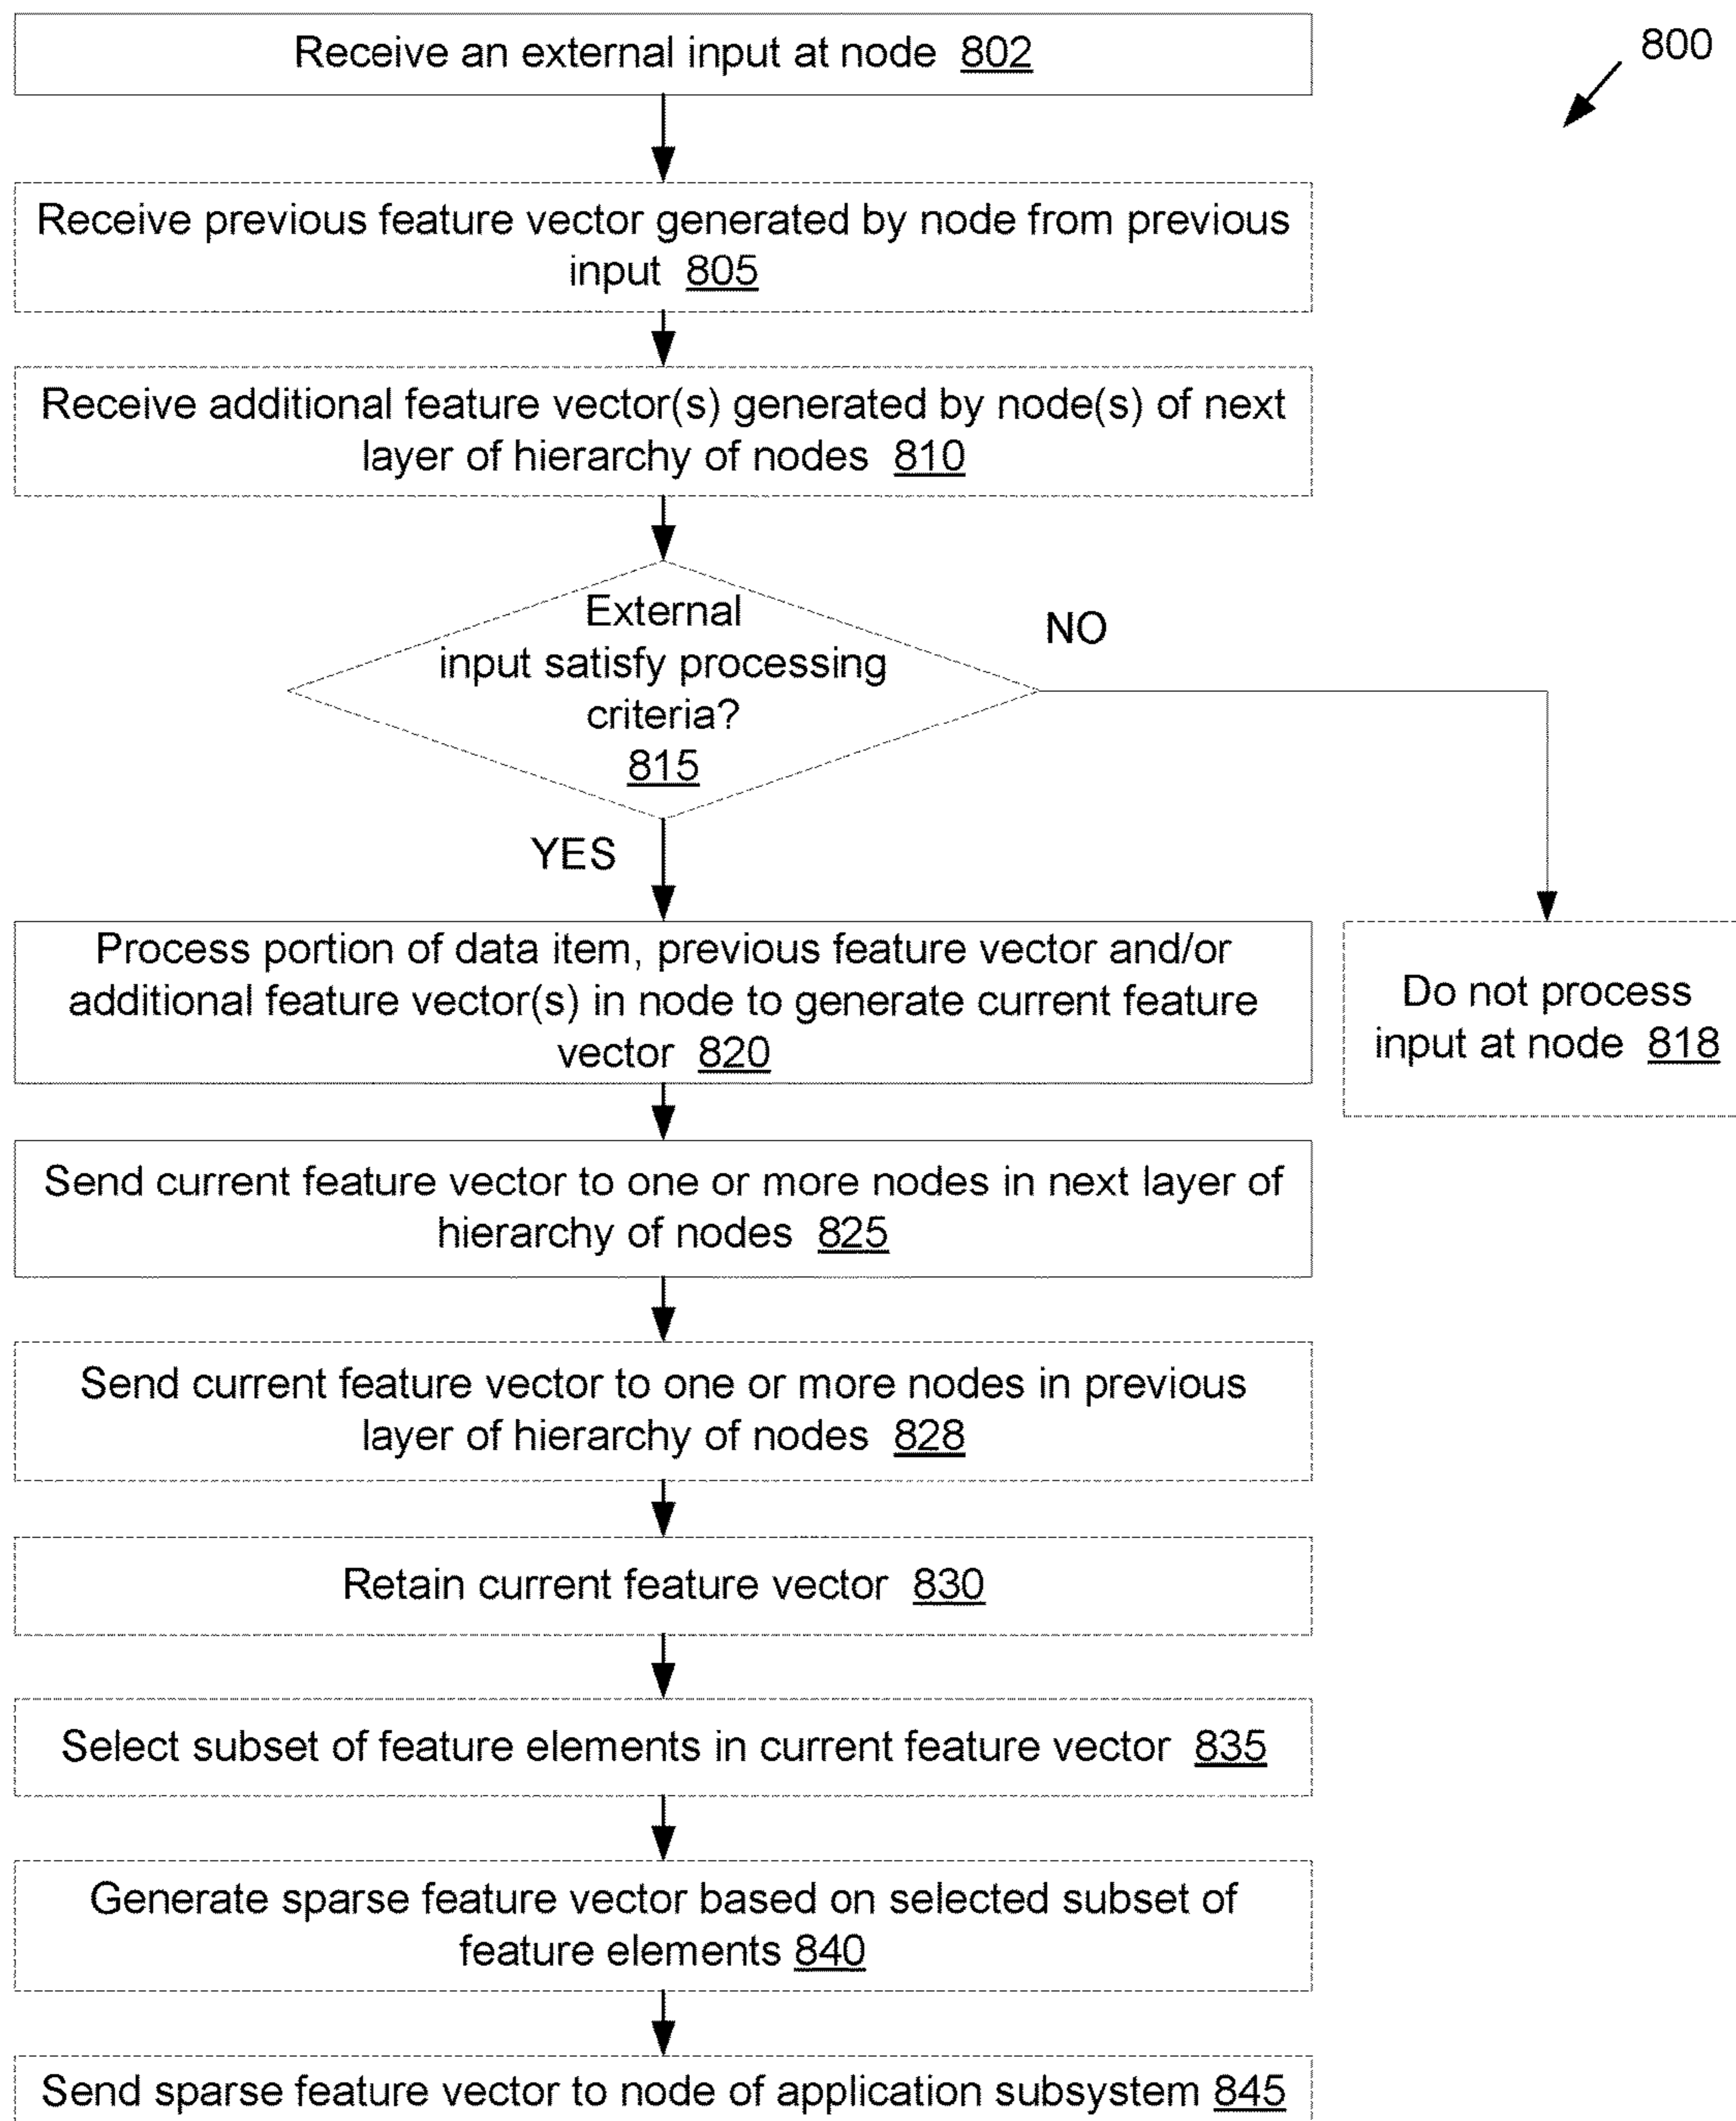 Receive an external input at node 802
800
Receive previous feature vector generated by node from previous
input 805
Receive additional feature vector(s) generated by node(s) of next
layer of hierarchy of nodes 810
External
input satisfy processing
criteria?
815
NO
YES
Process portion of data item, previous feature vector and/or
additional feature vector(s) in node to generate current feature
vector 820
Do not process
input at node 818
Send current feature vector to one or more nodes in next layer of
hierarchy of nodes 825
Send current feature vector to one or more nodes in previous
layer of hierarchy of nodes 828
Retain current feature vector 830
Select subset of feature elements in current feature vector 835
Generate sparse feature vector based on selected subset of
feature elements 840
Send sparse feature vector to node of application subsystem 845